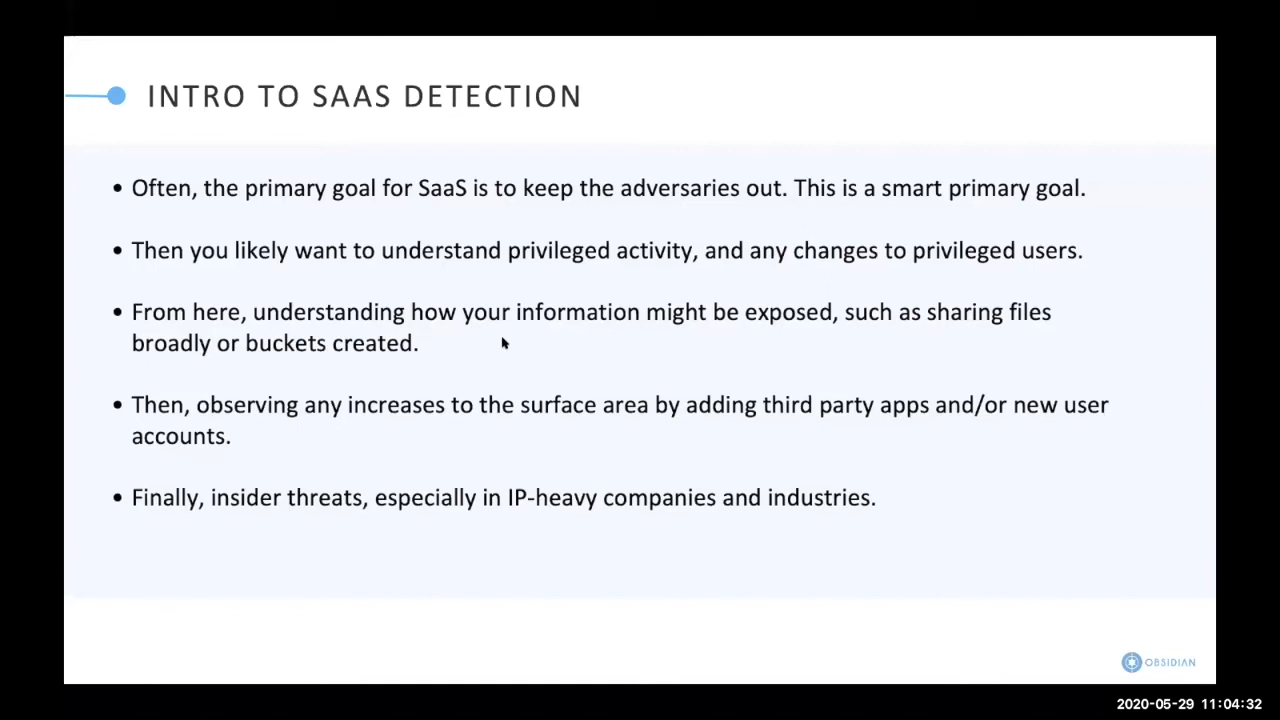 INTRO TO SAAS DETECTION
• Often, the primary goal for SaaS is to keep the adversaries out. This is a smart primary goal.
• Then you likely want to understand privileged activity, and any changes to privileged users.
• From here, understanding how your information might be exposed, such as sharing files
broadly or buckets created.
• Then, observing any increases to the surface area by adding third party apps and/or new user
accounts.
• Finally, insider threats, especially in IP-heavy companies and industries.
OBSIDIAN
2020-05-29 11:04:32